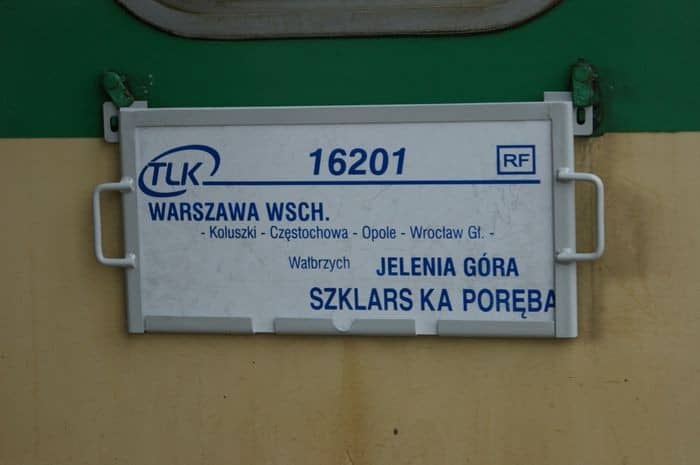 TLK 16201 RF
WARSZAWA WSCH.
- Koluszki - Częstochowa - Opole - Wrocław Gł. -
Wałbrzych JELENIA GÓRA
SZKLARS KA PORĘBA